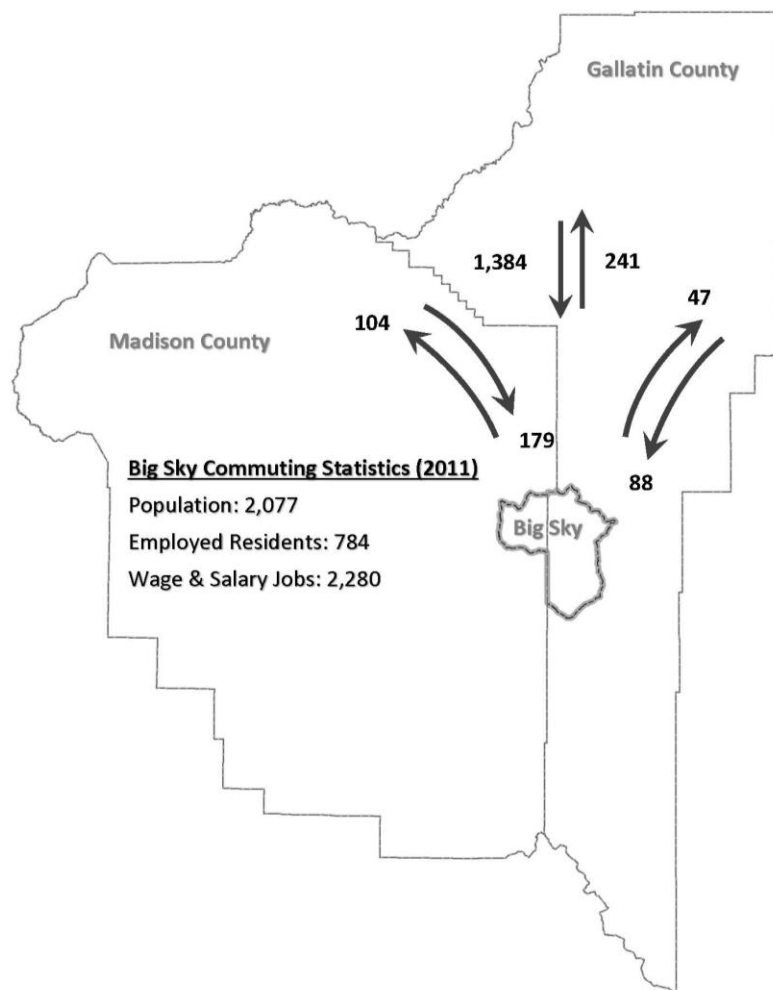 Gallatin County
1,384
241
47
104
Madison County
179
88
Big Sky Commuting Statistics (2011)
Population: 2,077
Employed Residents: 784
Wage & Salary Jobs: 2,280
Big Sky